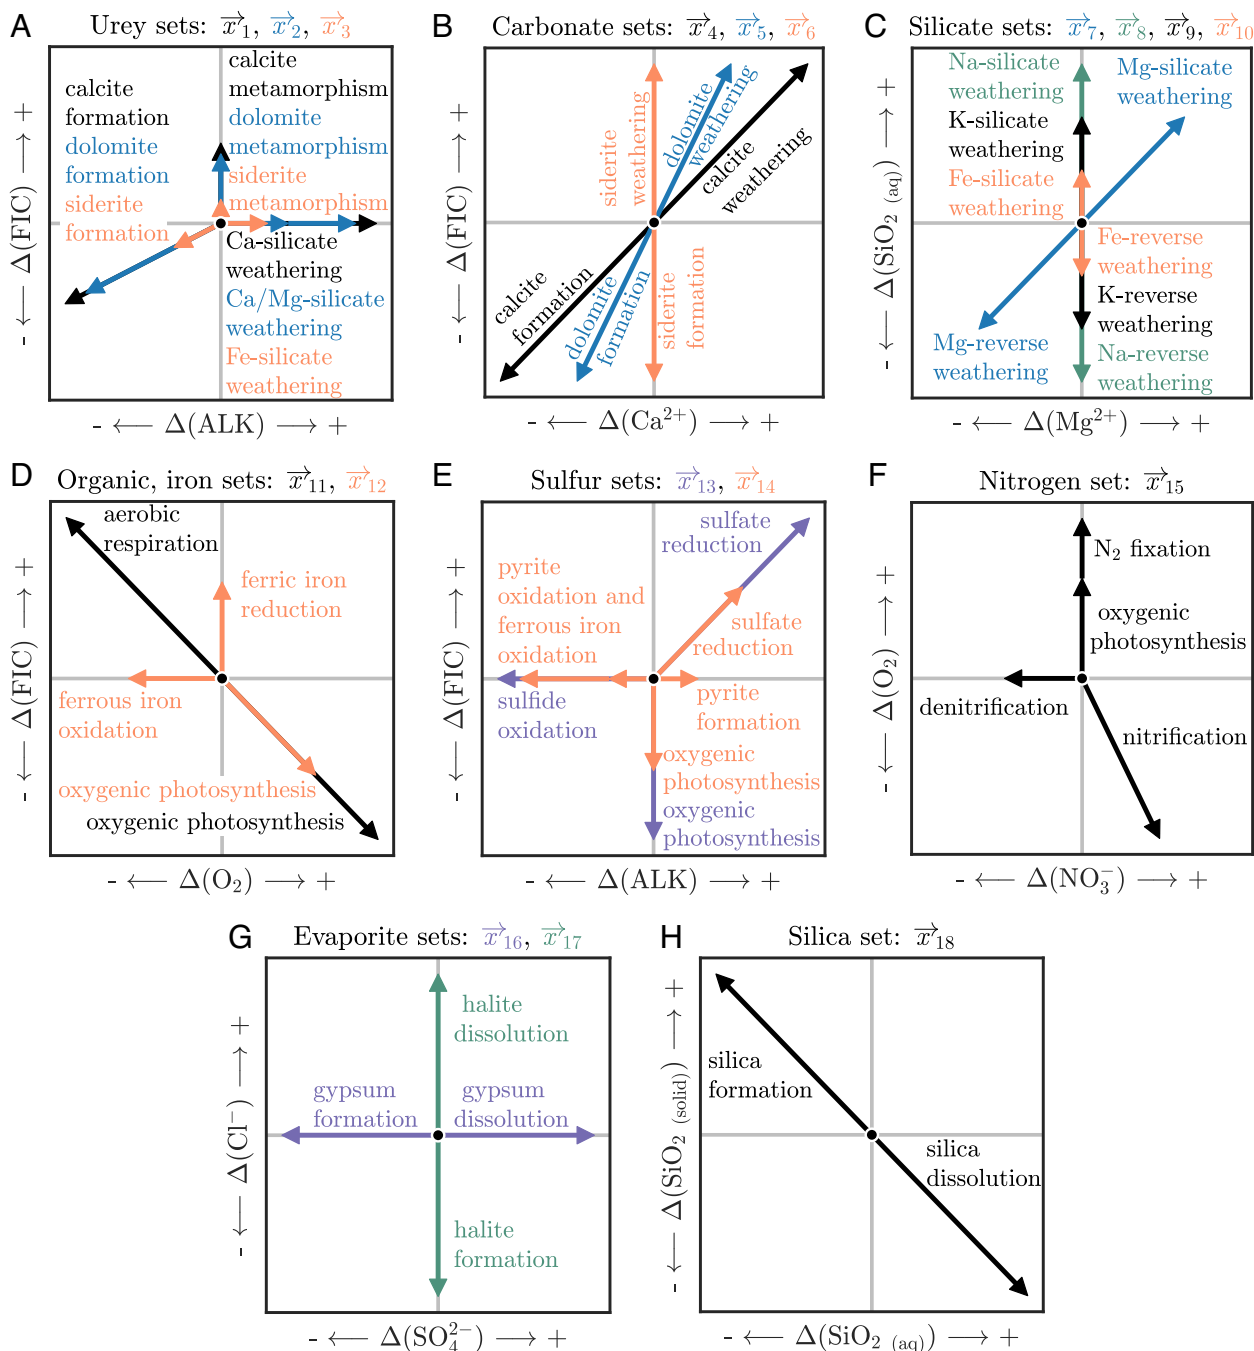 A Urey sets: x⃗₁, x⃗₂, x⃗₃
calcite
formation
dolomite
formation
siderite
formation
calcite
metamorphism
dolomite
metamorphism
siderite
metamorphism
Ca-silicate
weathering
Ca/Mg-silicate
weathering
Fe-silicate
weathering
- ⟵ Δ(FIC) ⟶ +
- ⟵ Δ(ALK) ⟶ +
B Carbonate sets: x⃗₄, x⃗₅, x⃗₆
siderite
weathering
dolomite
weathering
calcite
weathering
calcite
formation
dolomite
formation
siderite
formation
- ⟵ Δ(FIC) ⟶ +
- ⟵ Δ(Ca²⁺) ⟶ +
C Silicate sets: x⃗₇, x⃗₈, x⃗₉, x⃗₁₀
Na-silicate
weathering
K-silicate
weathering
Fe-silicate
weathering
Mg-silicate
weathering
Fe-reverse
weathering
K-reverse
weathering
Na-reverse
weathering
Mg-reverse
weathering
- ⟵ Δ(SiO₂ (aq)) ⟶ +
- ⟵ Δ(Mg²⁺) ⟶ +
D Organic, iron sets: x⃗₁₁, x⃗₁₂
aerobic
respiration
ferric iron
reduction
ferrous iron
oxidation
oxygenic photosynthesis
oxygenic photosynthesis
- ⟵ Δ(FIC) ⟶ +
- ⟵ Δ(O₂) ⟶ +
E Sulfur sets: x⃗₁₃, x⃗₁₄
sulfate
reduction
pyrite
oxidation and
ferrous iron
oxidation
sulfate
reduction
sulfide
oxidation
pyrite
formation
oxygenic
photosynthesis
oxygenic
photosynthesis
- ⟵ Δ(FIC) ⟶ +
- ⟵ Δ(ALK) ⟶ +
F Nitrogen set: x⃗₁₅
N₂ fixation
oxygenic
photosynthesis
denitrification
nitrification
- ⟵ Δ(O₂) ⟶ +
- ⟵ Δ(NO₃⁻) ⟶ +
G Evaporite sets: x⃗₁₆, x⃗₁₇
halite
dissolution
gypsum
formation
gypsum
dissolution
halite
formation
- ⟵ Δ(Cl⁻) ⟶ +
- ⟵ Δ(SO₄²⁻) ⟶ +
H Silica set: x⃗₁₈
silica
formation
silica
dissolution
- ⟵ Δ(SiO₂ (solid)) ⟶ +
- ⟵ Δ(SiO₂ (aq)) ⟶ +